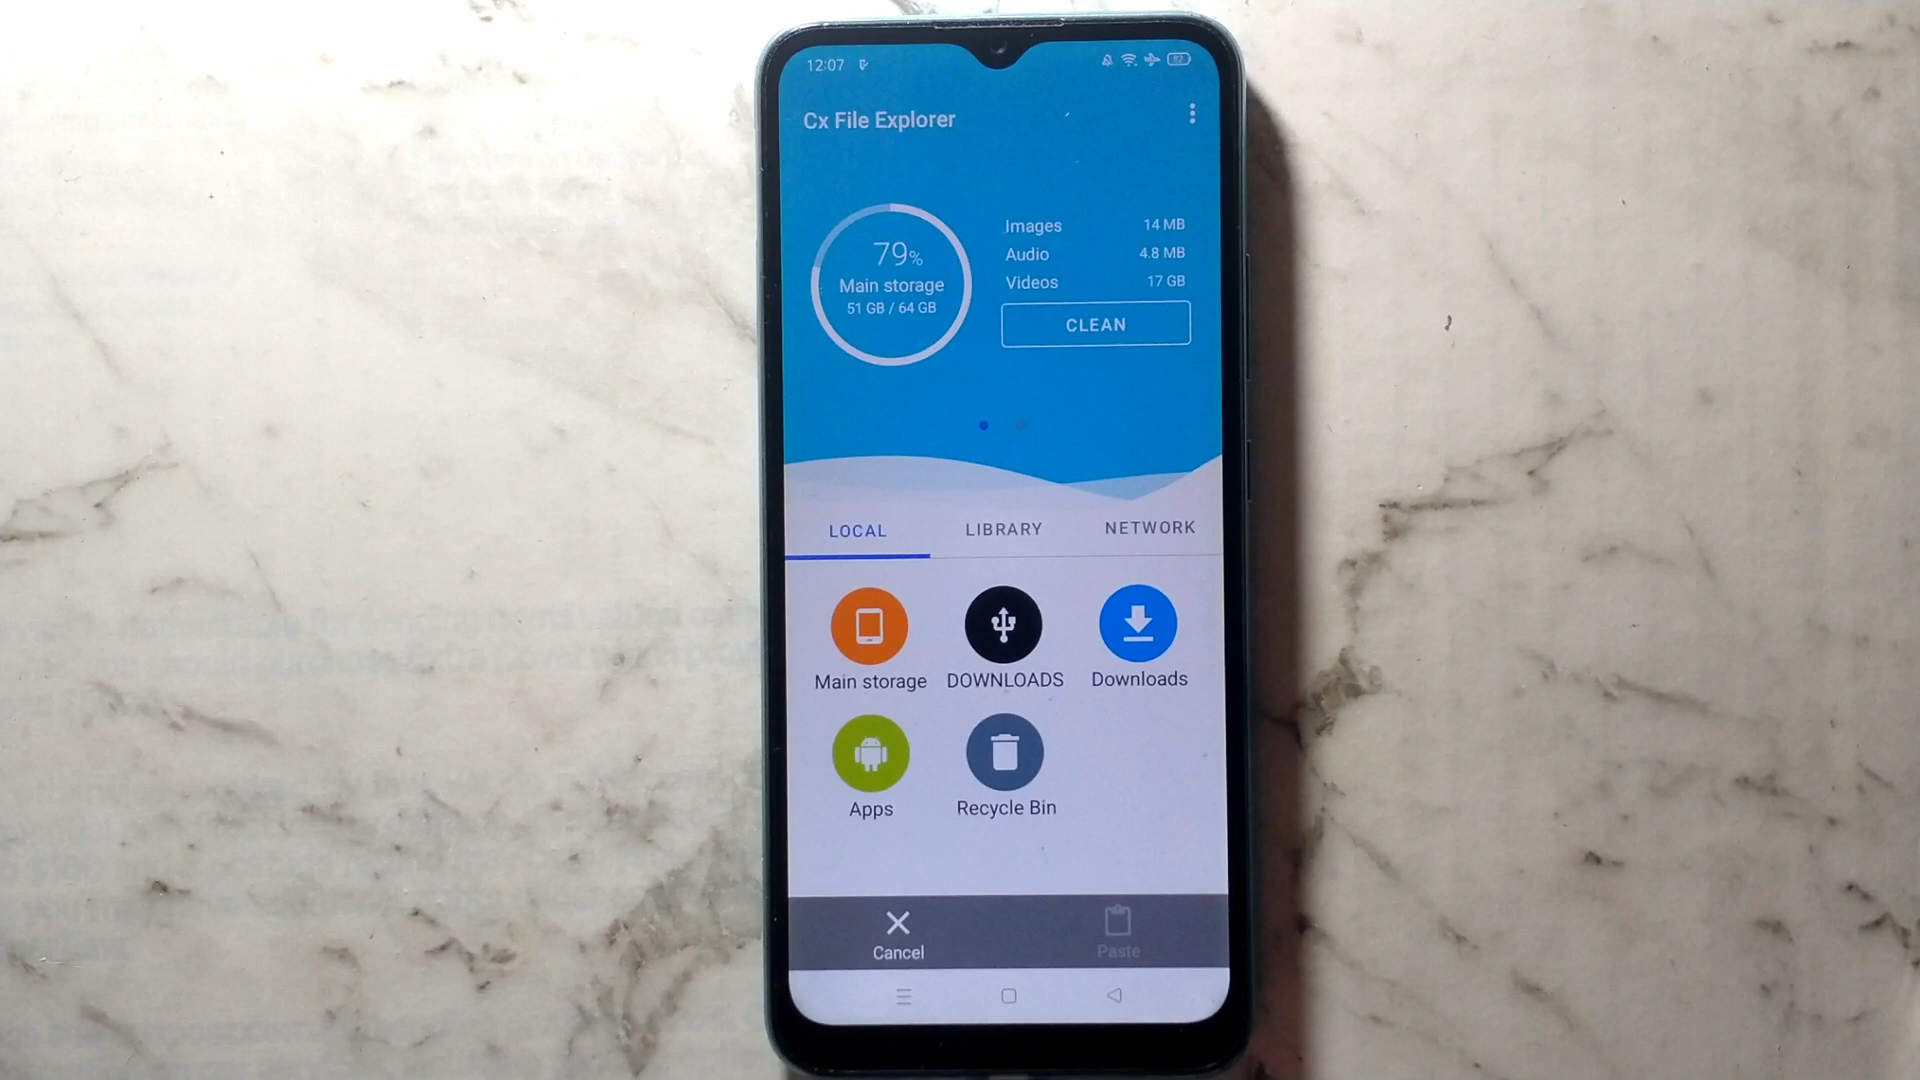 12:07
82
Cx File Explorer
79%
Main storage
51 GB / 64 GB
Images 14 MB
Audio 4.8 MB
Videos 17 GB
CLEAN
LOCAL LIBRARY NETWORK
Main storage DOWNLOADS Downloads
Apps Recycle Bin
Cancel Paste